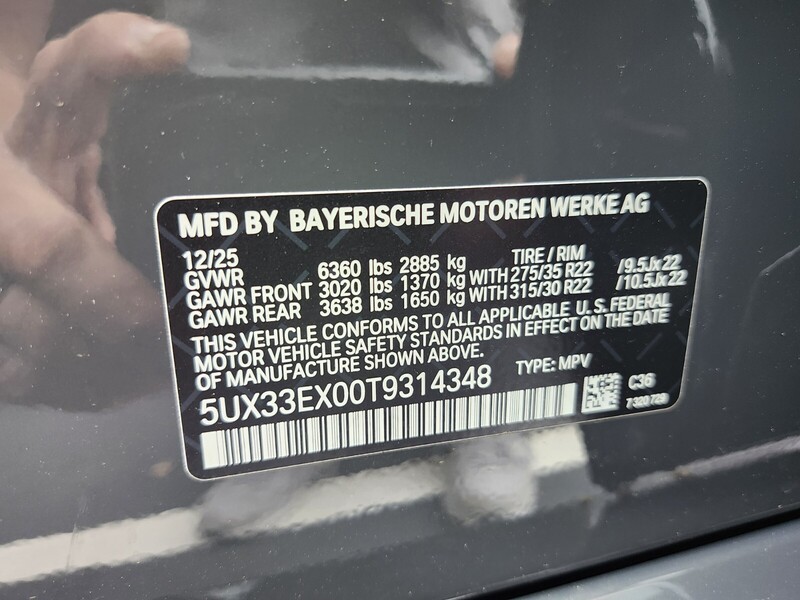 MFD BY BAYERISCHE MOTOREN WERKE AG
12/25 TIRE / RIM
GVWR 6360 lbs 2885 kg
GAWR FRONT 3020 lbs 1370 kg WITH 275/35 R22 /9.5Jx22
GAWR REAR 3638 lbs 1650 kg WITH 315/30 R22 /10.5Jx22
THIS VEHICLE CONFORMS TO ALL APPLICABLE U.S. FEDERAL
MOTOR VEHICLE SAFETY STANDARDS IN EFFECT ON THE DATE
OF MANUFACTURE SHOWN ABOVE.
5UX33EX00T9314348 TYPE: MPV
C36
7 320 729